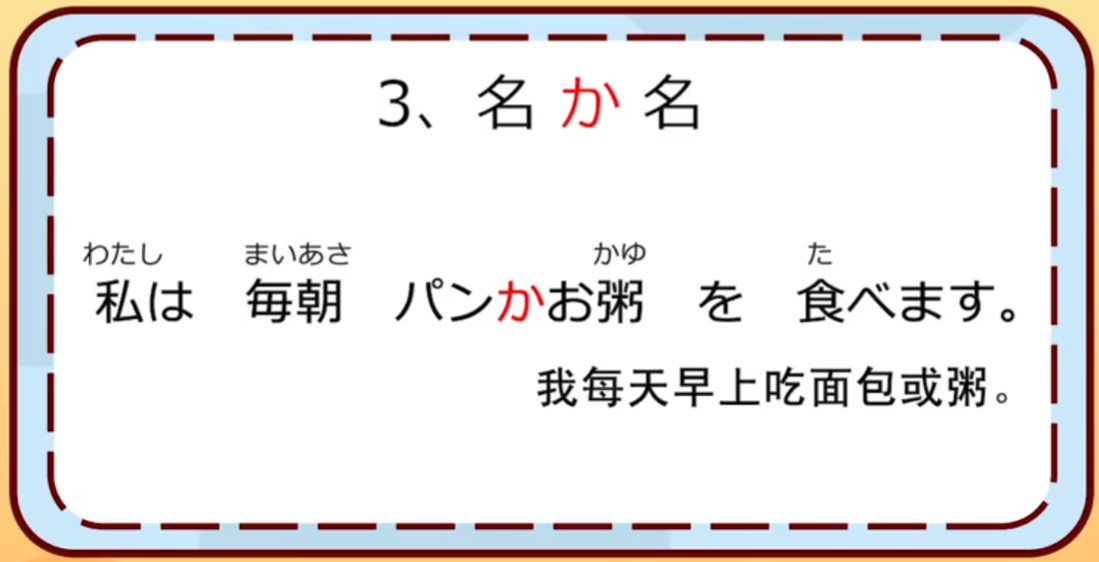 3、名 か 名
わたし まいあさ かゆ た
私は 毎朝 パンかお粥 を 食べます。
我每天早上吃面包或粥。